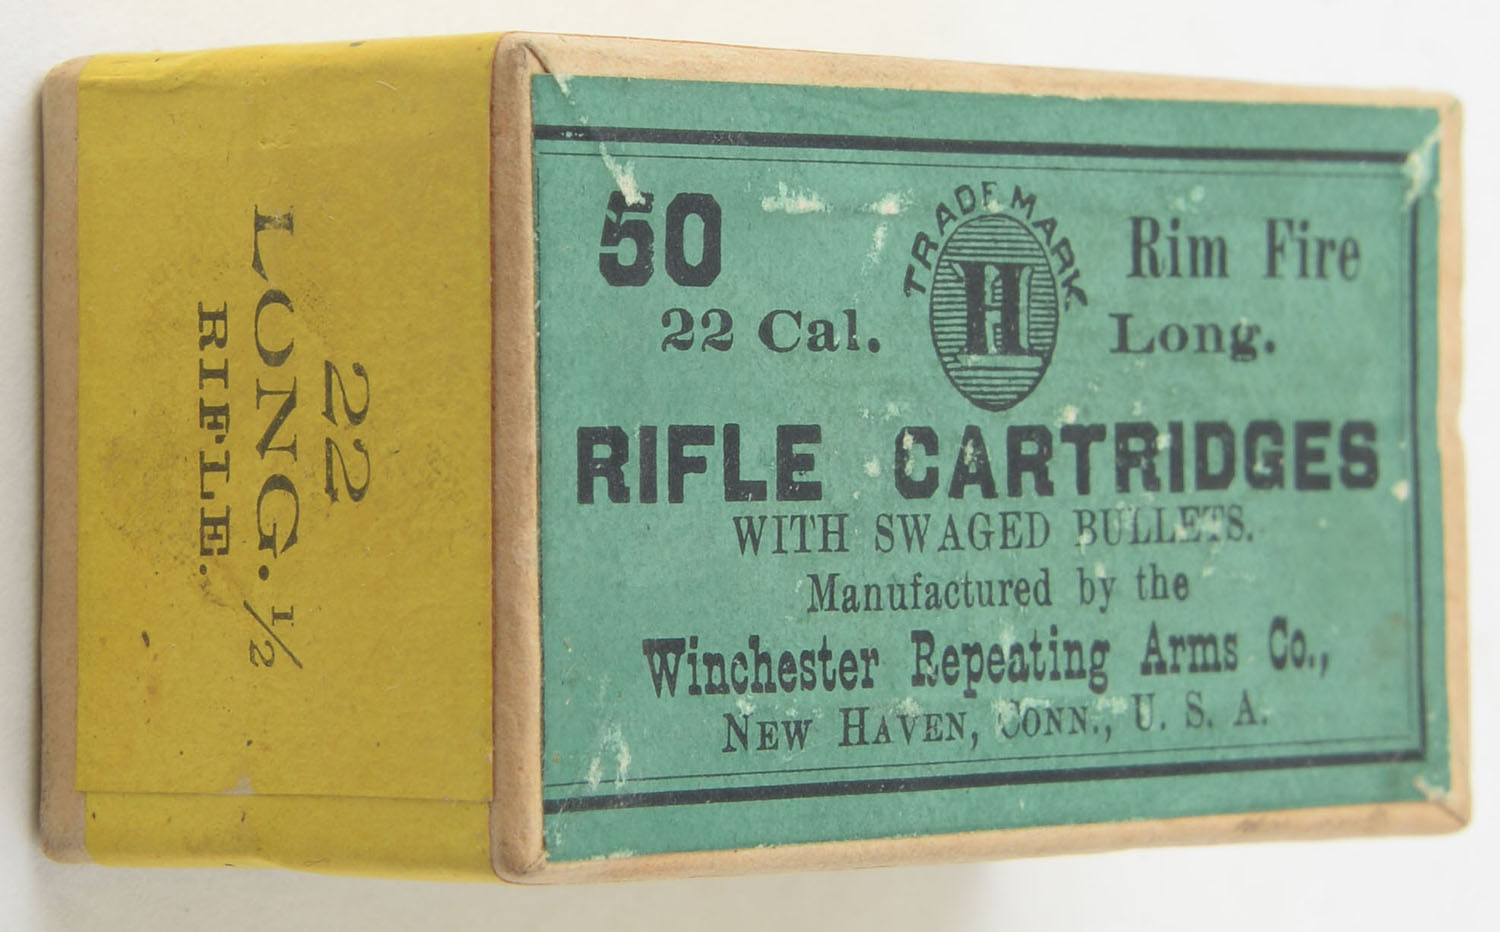 50
22 Cal.
TRADE MARK
H
Rim Fire
Long.
RIFLE CARTRIDGES
WITH SWAGED BULLETS.
Manufactured by the
Winchester Repeating Arms Co.,
NEW HAVEN, CONN., U. S. A.
22
LONG. 1/2
RIFLE.